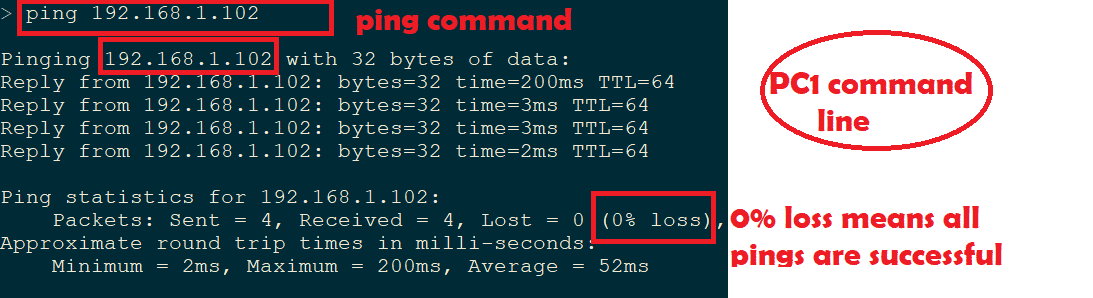 > ping 192.168.1.102
ping command
Pinging 192.168.1.102 with 32 bytes of data:
Reply from 192.168.1.102: bytes=32 time=200ms TTL=64
Reply from 192.168.1.102: bytes=32 time=3ms TTL=64
Reply from 192.168.1.102: bytes=32 time=3ms TTL=64
Reply from 192.168.1.102: bytes=32 time=2ms TTL=64
PC1 command
line
Ping statistics for 192.168.1.102:
Packets: Sent = 4, Received = 4, Lost = 0 (0% loss),
Approximate round trip times in milli-seconds:
Minimum = 2ms, Maximum = 200ms, Average = 52ms
0% loss means all
pings are successful